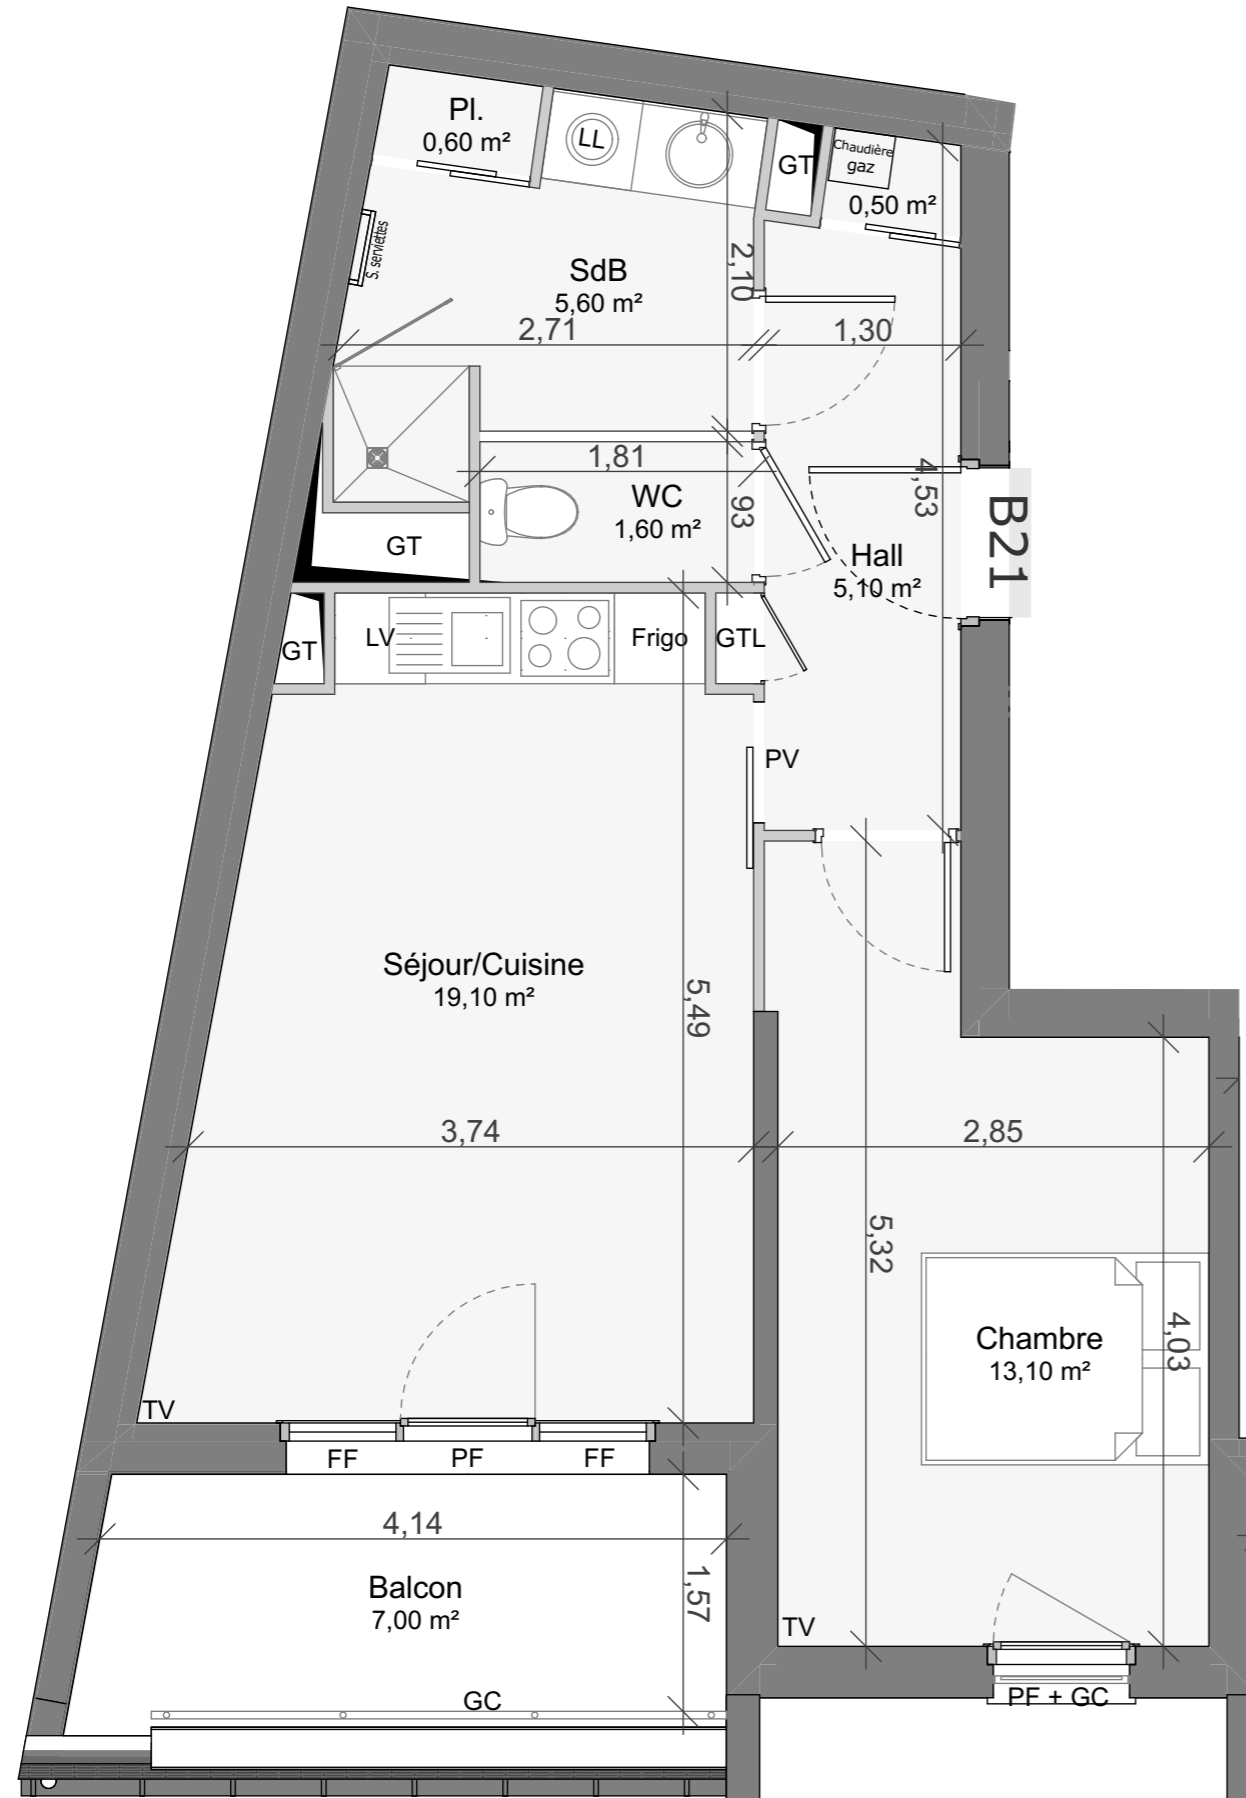 Pl.
0,60 m²
LL
GT
Chaudière
gaz
0,50 m²
S. serviettes
SdB
5,60 m²
2,10
2,71
1,30
1,81
WC
1,60 m²
93
4,53
B21
Hall
5,10 m²
GT
GT
LV
Frigo
GTL
PV
Séjour/Cuisine
19,10 m²
5,49
3,74
2,85
5,32
Chambre
13,10 m²
4,03
TV
FF
PF
FF
4,14
Balcon
7,00 m²
1,57
TV
GC
PF + GC